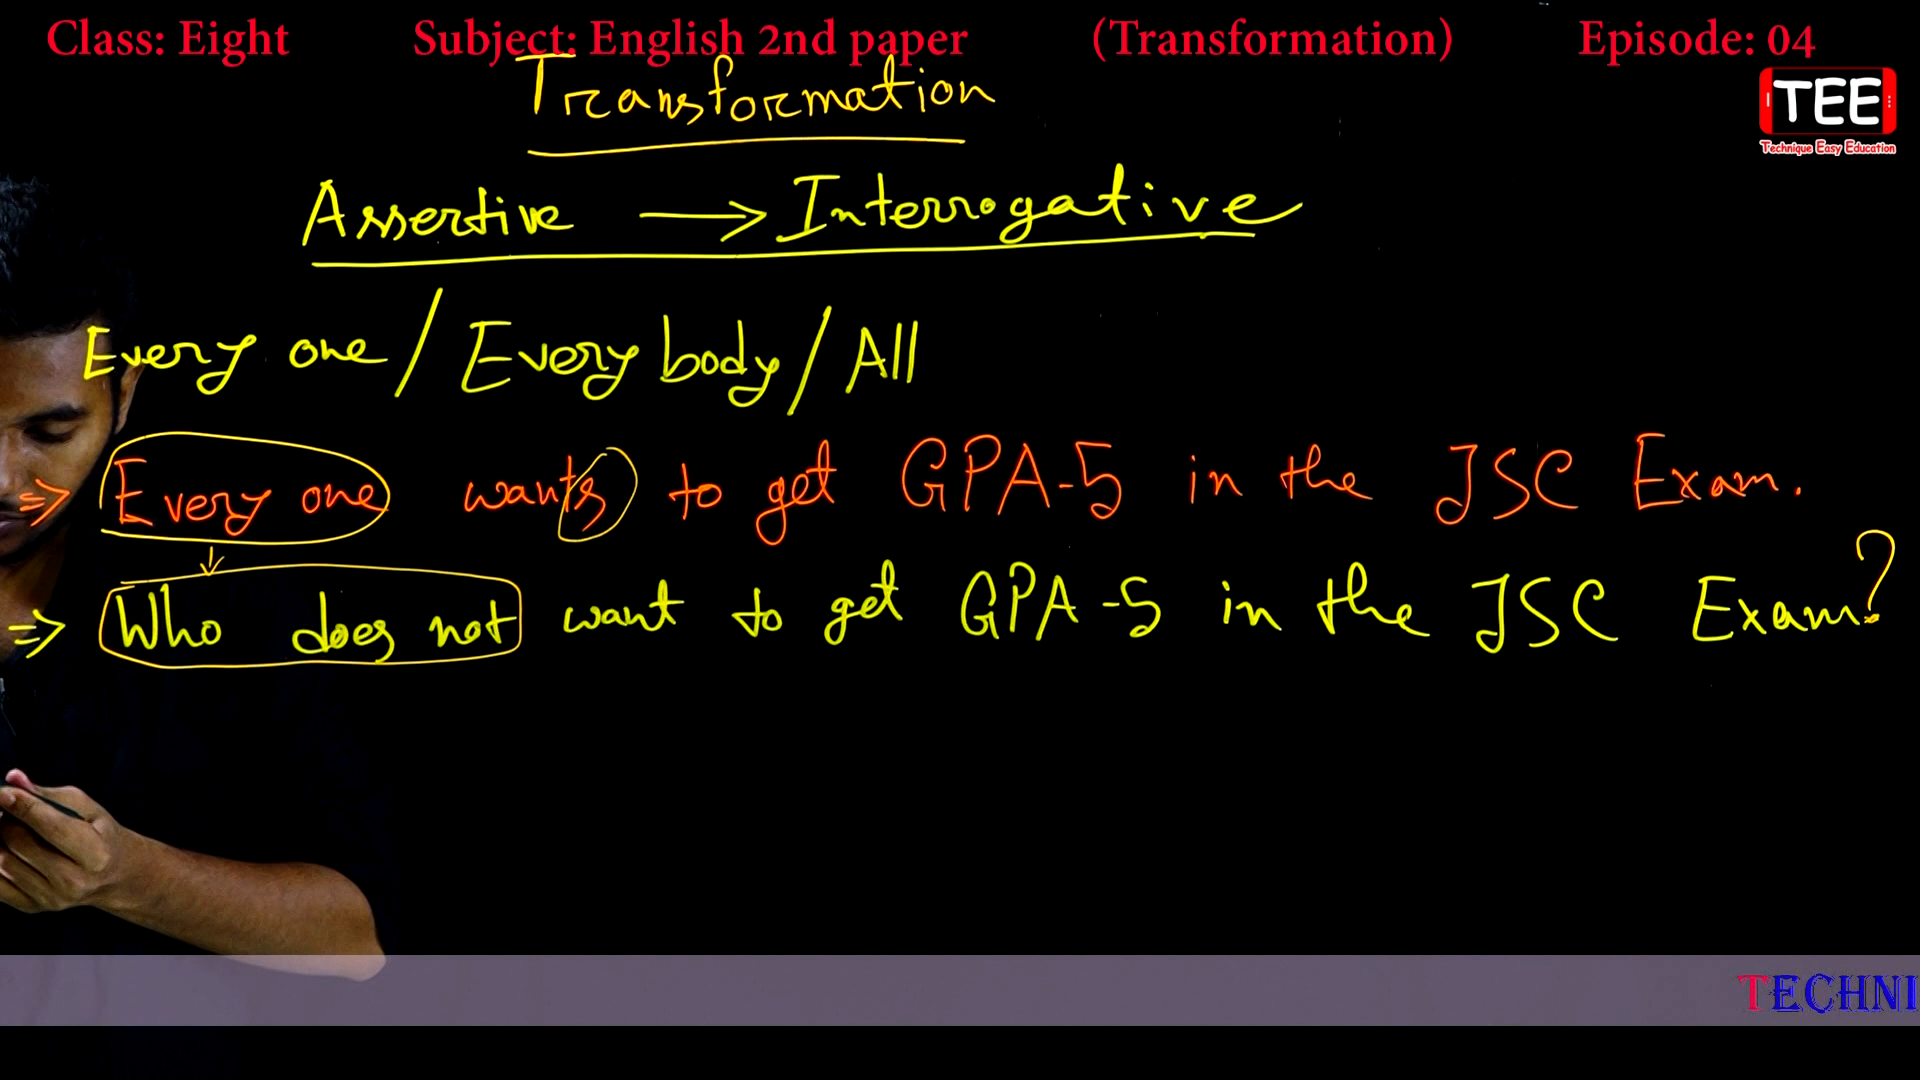 Class: Eight Subject: English 2nd paper (Transformation) Episode: 04
Transformation
TEE
Technique Easy Education
Assertive → Interrogative
Every one / Every body / All
⇒ Every one wants to get GPA-5 in the JSC Exam.
⇒ Who does not want to get GPA-5 in the JSC Exam?
TECHNI